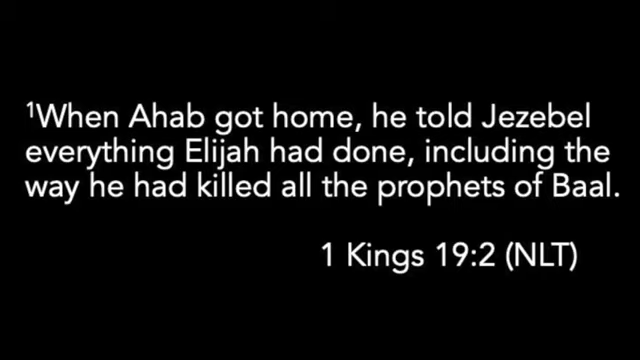 ¹When Ahab got home, he told Jezebel
everything Elijah had done, including the
way he had killed all the prophets of Baal.
1 Kings 19:2 (NLT)